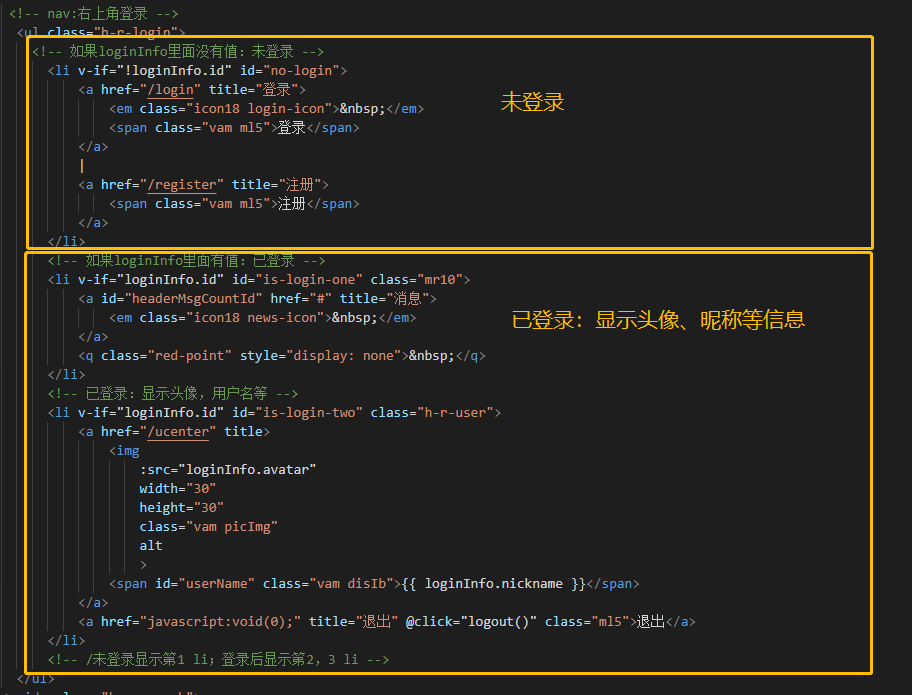 <!-- nav:右上角登录 -->
<ul class="h-r-login">
<!-- 如果loginInfo里面没有值: 未登录 -->
<li v-if="!loginInfo.id" id="no-login">
<a href="/login" title="登录">
<em class="icon18 login-icon">&nbsp;</em>
<span class="vam ml5">登录</span>
</a>
|
<a href="/register" title="注册">
<span class="vam ml5">注册</span>
</a>
</li>
未登录
<!-- 如果loginInfo里面有值: 已登录 -->
<li v-if="loginInfo.id" id="is-login-one" class="mr10">
<a id="headerMsgCountId" href="#" title="消息">
<em class="icon18 news-icon">&nbsp;</em>
</a>
<q class="red-point" style="display: none">&nbsp;</q>
</li>
已登录: 显示头像、昵称等信息
<!-- 已登录: 显示头像, 用户名等 -->
<li v-if="loginInfo.id" id="is-login-two" class="h-r-user">
<a href="/ucenter" title>
<img
:src="loginInfo.avatar"
width="30"
height="30"
class="vam picImg"
alt
>
<span id="userName" class="vam disIb">{{ loginInfo.nickname }}</span>
</a>
<a href="javascript:void(0);" title="退出" @click="logout()" class="ml5">退出</a>
</li>
<!-- /未登录显示第1 li; 登录后显示第2, 3 li -->
</ul>